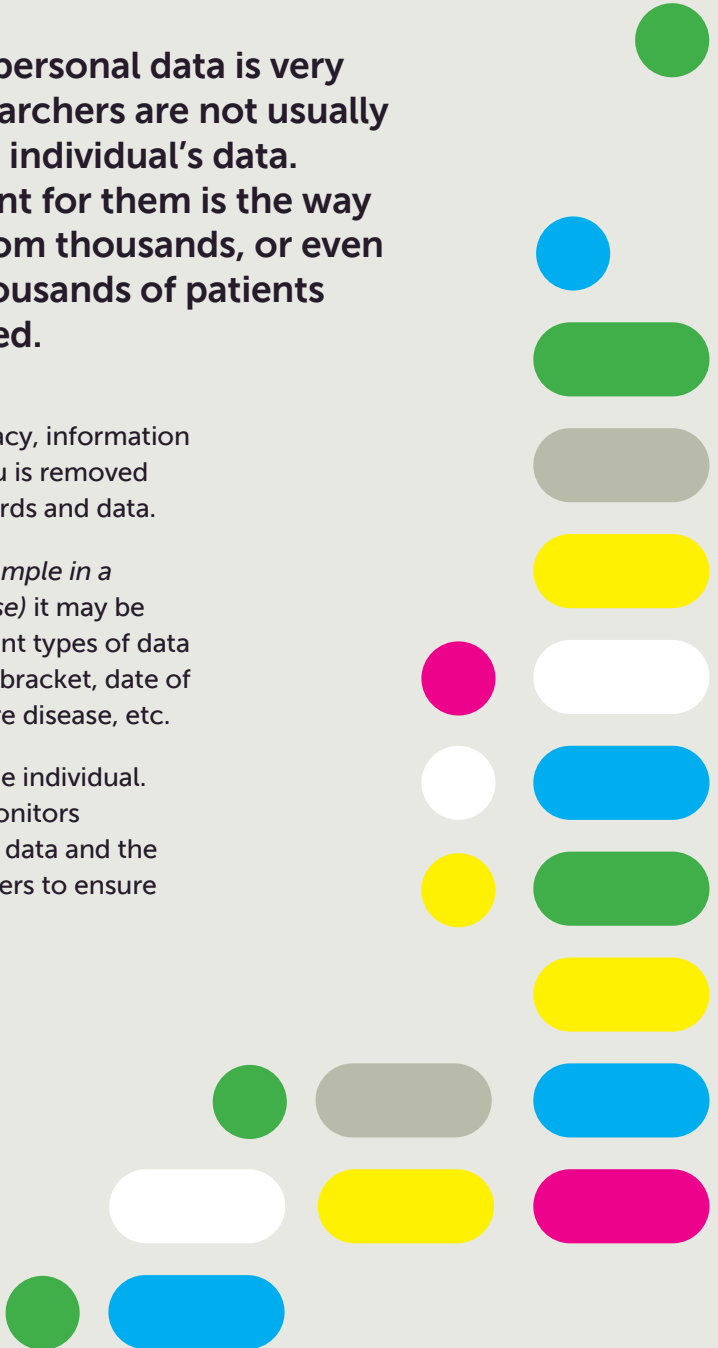 personal data is very
archers are not usually
individual's data.
nt for them is the way
om thousands, or even
ousands of patients
ed.
acy, information
u is removed
rds and data.
mple in a
se) it may be
nt types of data
bracket, date of
re disease, etc.
e individual.
onitors
data and the
ers to ensure